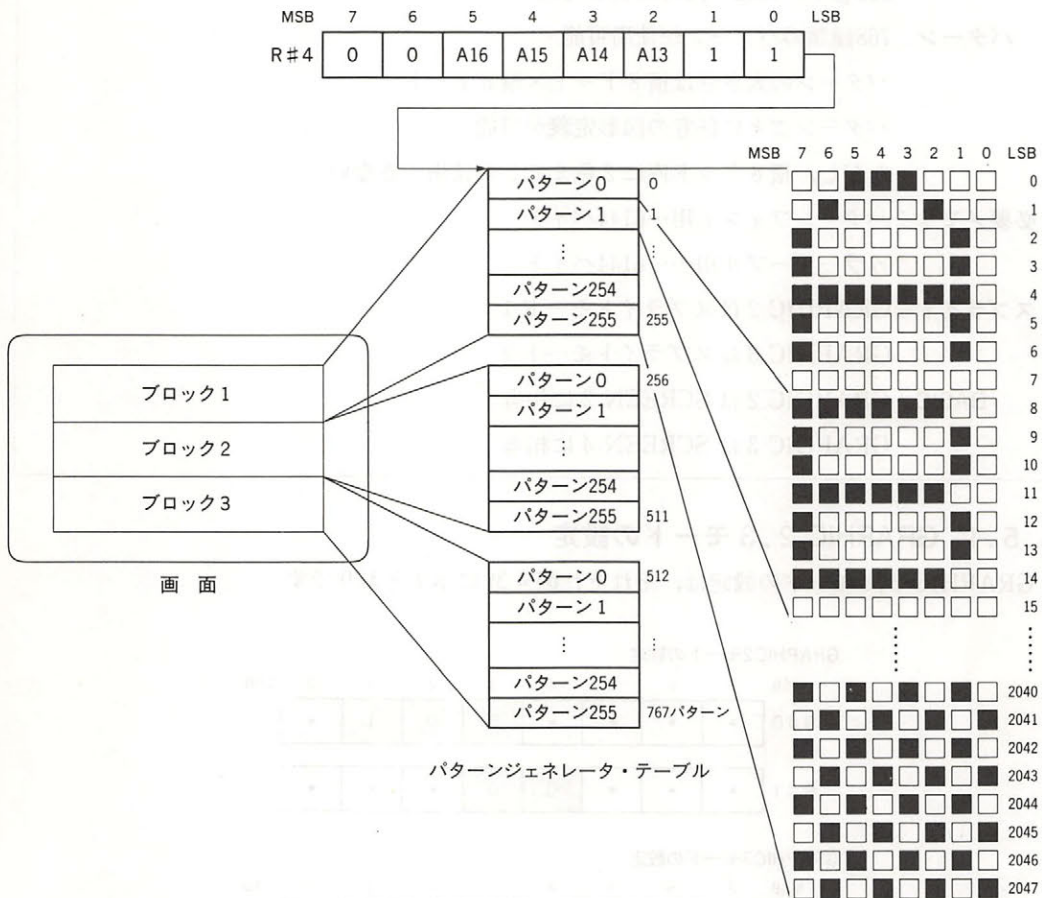 MSB 7 6 5 4 3 2 1 0 LSB
R#4 0 0 A16 A15 A14 A13 1 1
パターン0 0
パターン1 1
⋮ ⋮
パターン254
パターン255 255
パターン0 256
パターン1
パターン254
パターン255 511
パターン0 512
パターン1
⋮ ⋮
パターン254
パターン255 767パターン
パターンジェネレータ・テーブル
ブロック1
ブロック2
ブロック3
画 面
MSB 7 6 5 4 3 2 1 0 LSB
0
1
2
3
4
5
6
7
8
9
10
11
12
13
14
15
⋮ ⋮
2040
2041
2042
2043
2044
2045
2046
2047